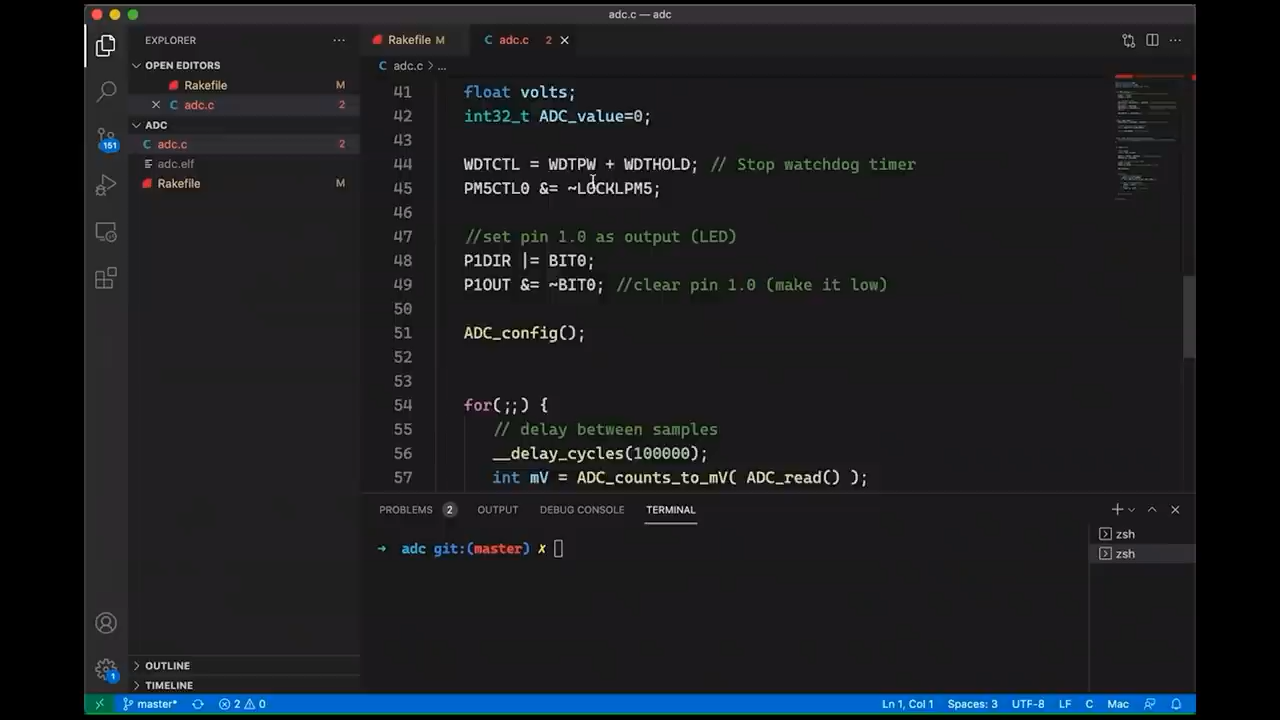 adc.c — adc
EXPLORER
OPEN EDITORS
Rakefile M
adc.c 2
ADC
adc.c 2
adc.elf
Rakefile M
151
Rakefile M
adc.c 2
adc.c > ...
41 float volts;
42 int32_t ADC_value=0;
43
44 WDTCTL = WDTPW + WDTHOLD; // Stop watchdog timer
45 PM5CTL0 &= ~LOCKLPM5;
46
47 //set pin 1.0 as output (LED)
48 P1DIR |= BIT0;
49 P1OUT &= ~BIT0; //clear pin 1.0 (make it low)
50
51 ADC_config();
52
53
54 for(;;) {
55 // delay between samples
56 __delay_cycles(100000);
57 int mV = ADC_counts_to_mV( ADC_read() );
PROBLEMS 2 OUTPUT DEBUG CONSOLE TERMINAL
→ adc git:(master) ✗
zsh
zsh
OUTLINE
TIMELINE
1
master* 2 0 Ln 1, Col 1 Spaces: 3 UTF-8 LF C Mac